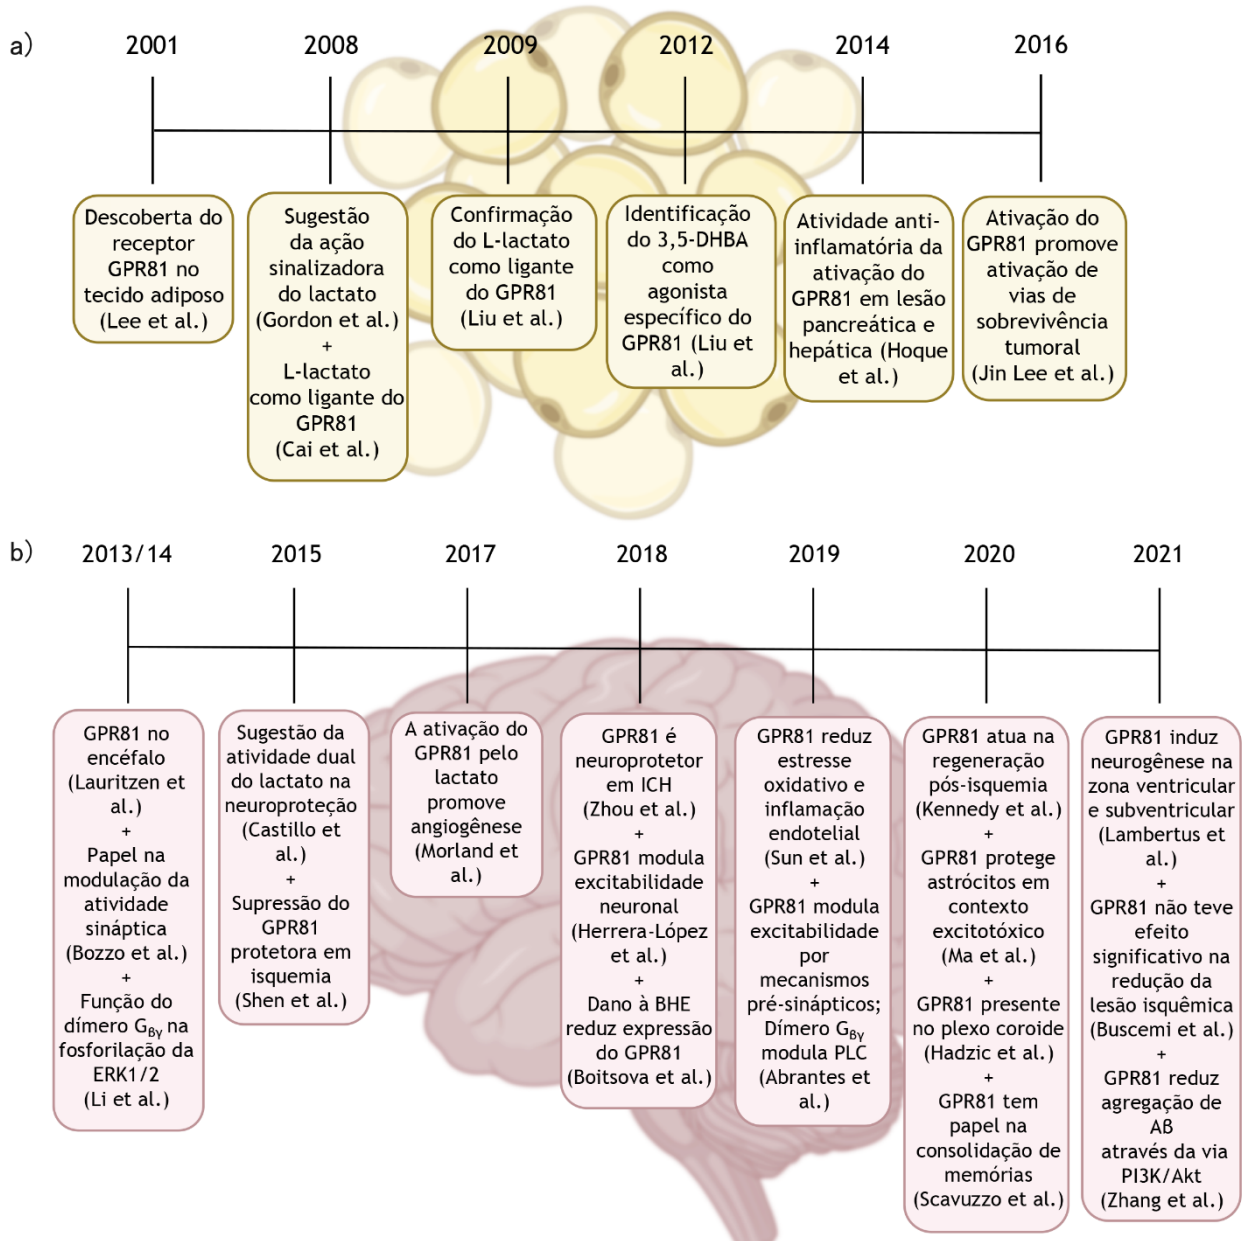 a)
2001
2008
2009
2012
2014
2016
Descoberta do
receptor
GPR81 no
tecido adiposo
(Lee et al.)
Sugestão
da ação
sinalizadora
do lactato
(Gordon et al.)
+
L-lactato
como ligante do
GPR81
(Cai et al.)
Confirmação
do L-lactato
como ligante
do GPR81
(Liu et al.)
Identificação
do 3,5-DHBA
como
agonista
específico do
GPR81 (Liu et
al.)
Atividade anti-
inflamatória da
ativação do
GPR81 em lesão
pancreática e
hepática (Hoque
et al.)
Ativação do
GPR81 promove
ativação de
vias de
sobrevivência
tumoral
(Jin Lee et al.)
b)
2013/14
2015
2017
2018
2019
2020
2021
GPR81 no
encéfalo
(Lauritzen et
al.)
+
Papel na
modulação da
atividade
sináptica
(Bozzo et al.)
+
Função do
dímero Gβγ na
fosforilação da
ERK1/2
(Li et al.)
Sugestão da
atividade dual
do lactato na
neuroproteção
(Castillo et
al.)
+
Supressão do
GPR81
protetora em
isquemia
(Shen et al.)
A ativação do
GPR81 pelo
lactato
promove
angiogênese
(Morland et
al.)
GPR81 é
neuroprotetor
em ICH
(Zhou et al.)
+
GPR81 modula
excitabilidade
neuronal
(Herrera-López
et al.)
+
Dano à BHE
reduz expressão
do GPR81
(Boitsova et al.)
GPR81 reduz
estresse
oxidativo e
inflamação
endotelial
(Sun et al.)
+
GPR81 modula
excitabilidade
por
mecanismos
pré-sinápticos;
Dímero Gβγ
modula PLC
(Abrantes et
al.)
GPR81 atua na
regeneração
pós-isquemia
(Kennedy et al.)
+
GPR81 protege
astrócitos em
contexto
excitotóxico
(Ma et al.)
+
GPR81 presente
no plexo coroide
(Hadzic et al.)
+
GPR81 tem
papel na
consolidação de
memórias
(Scavuzzo et al.)
GPR81 induz
neurogênese na
zona ventricular
e subventricular
(Lambertus et
al.)
+
GPR81 não teve
efeito
significativo na
redução da
lesão isquêmica
(Buscemi et al.)
+
GPR81 reduz
agregação de
Aβ
através da via
PI3K/Akt
(Zhang et al.)